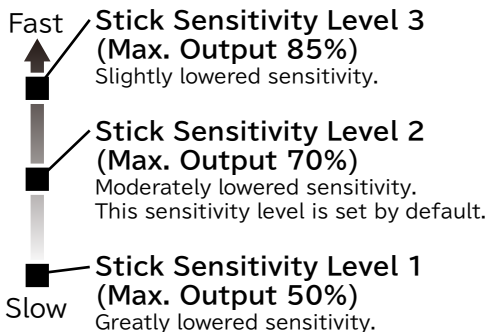 Fast
Stick Sensitivity Level 3
(Max. Output 85%)
Slightly lowered sensitivity.
Stick Sensitivity Level 2
(Max. Output 70%)
Moderately lowered sensitivity.
This sensitivity level is set by default.
Stick Sensitivity Level 1
(Max. Output 50%)
Slow
Greatly lowered sensitivity.